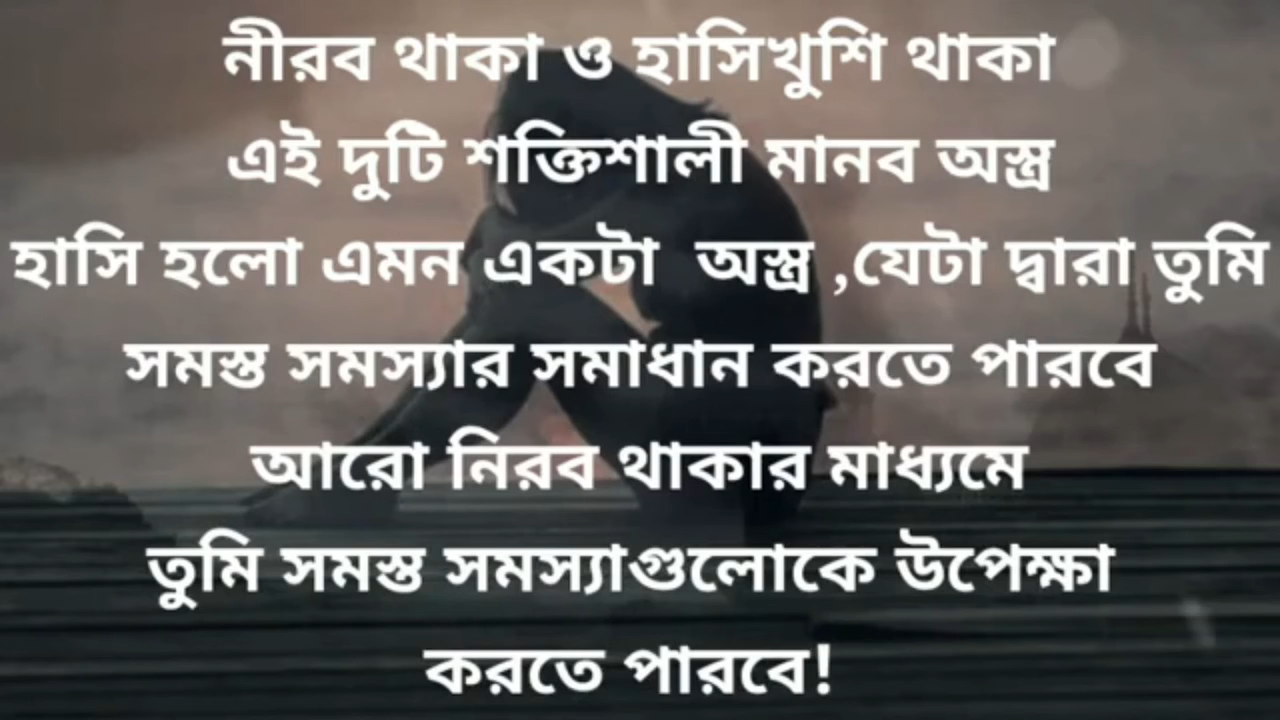 নীরব থাকা ও হাসিখুশি থাকা
এই দুটি শক্তিশালী মানব অস্ত্র
হাসি হলো এমন একটা অস্ত্র ,যেটা দ্বারা তুমি
সমস্ত সমস্যার সমাধান করতে পারবে
আরো নিরব থাকার মাধ্যমে
তুমি সমস্ত সমস্যাগুলোকে উপেক্ষা
করতে পারবে!